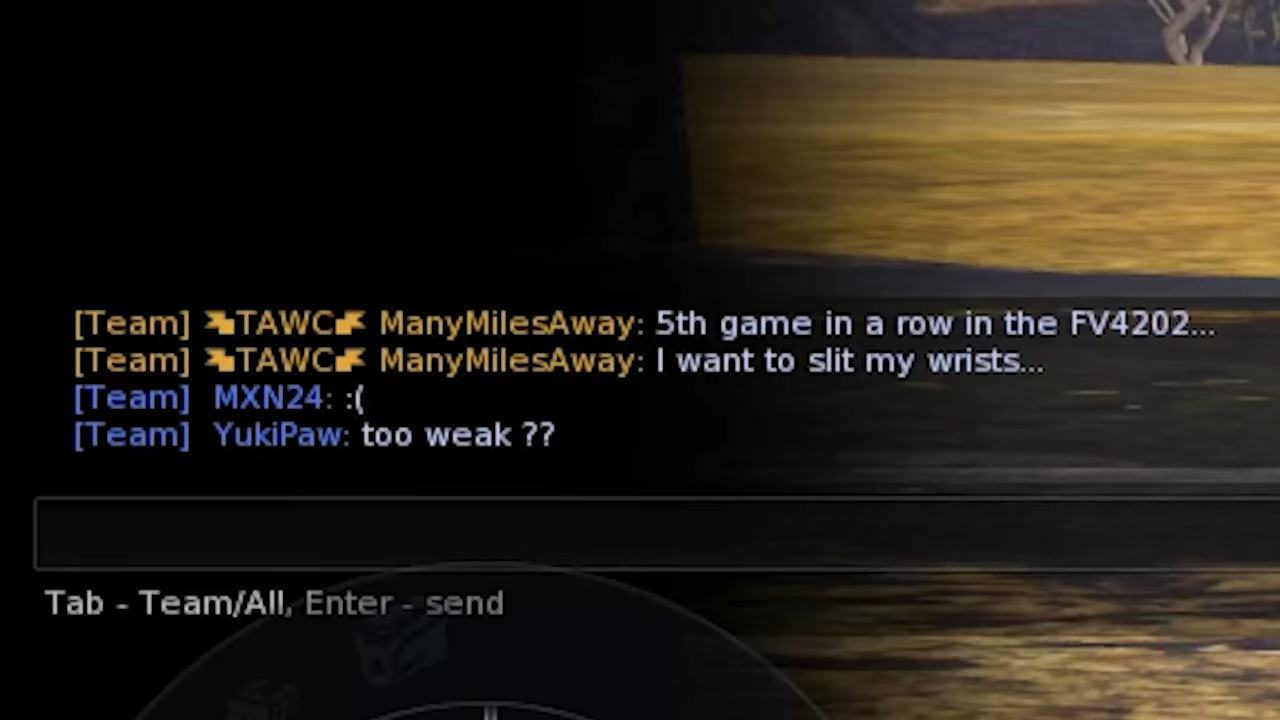 [Team] TAWC ManyMilesAway: 5th game in a row in the FV4202...
[Team] TAWC ManyMilesAway: I want to slit my wrists...
[Team] MXN24: :(
[Team] YukiPaw: too weak ??
Tab - Team/All, Enter - send